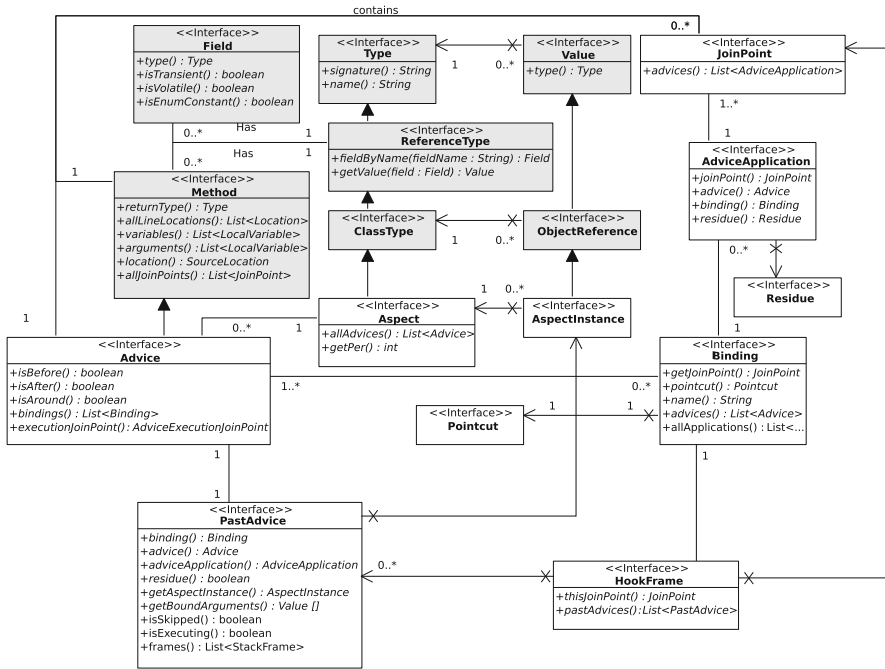 contains
<<Interface>>
Field
+type() : Type
+isTransient() : boolean
+isVolatile() : boolean
+isEnumConstant() : boolean
<<Interface>>
Type
+signature() : String
+name() : String
1
0..*
<<Interface>>
Value
+type() : Type
0..*
<<Interface>>
JoinPoint
+advices() : List<AdviceApplication>
1..*
1
0..*
Has
1
Has
1
0..*
<<Interface>>
ReferenceType
+fieldByName(fieldName : String) : Field
+getValue(field : Field) : Value
<<Interface>>
AdviceApplication
+joinPoint() : JoinPoint
+advice() : Advice
+binding() : Binding
+residue() : Residue
1
<<Interface>>
Method
+returnType() : Type
+allLineLocations(): List<Location>
+variables() : List<LocalVariable>
+arguments() : List<LocalVariable>
+location() : SourceLocation
+allJoinPoints() : List<JoinPoint>
<<Interface>>
ClassType
1
0..*
<<Interface>>
ObjectReference
0..*
<<Interface>>
Residue
1
0..*
1
1
0..*
<<Interface>>
Aspect
+allAdvices() : List<Advice>
+getPer() : int
<<Interface>>
AspectInstance
1
<<Interface>>
Advice
+isBefore() : boolean
+isAfter() : boolean
+isAround() : boolean
+bindings() : List<Binding>
+executionJoinPoint(): AdviceExecutionJoinPoint
1..*
0..*
<<Interface>>
Binding
+getJoinPoint() : JoinPoint
+pointcut() : Pointcut
+name() : String
+advices() : List<Advice>
+allApplications() : List<...
<<Interface>>
Pointcut
1
1
1
1
1
<<Interface>>
PastAdvice
+binding() : Binding
+advice() : Advice
+adviceApplication() : AdviceApplication
+residue() : boolean
+getAspectInstance() : AspectInstance
+getBoundArguments() : Value []
+isSkipped() : boolean
+isExecuting() : boolean
+frames() : List<StackFrame>
0..*
<<Interface>>
HookFrame
+thisJoinPoint() : JoinPoint
+pastAdvices():List<PastAdvice>